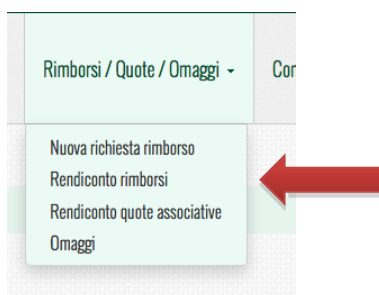 Rimborsi / Quote / Omaggi
Nuova richiesta rimborso
Rendiconto rimborsi
Rendiconto quote associative
Omaggi